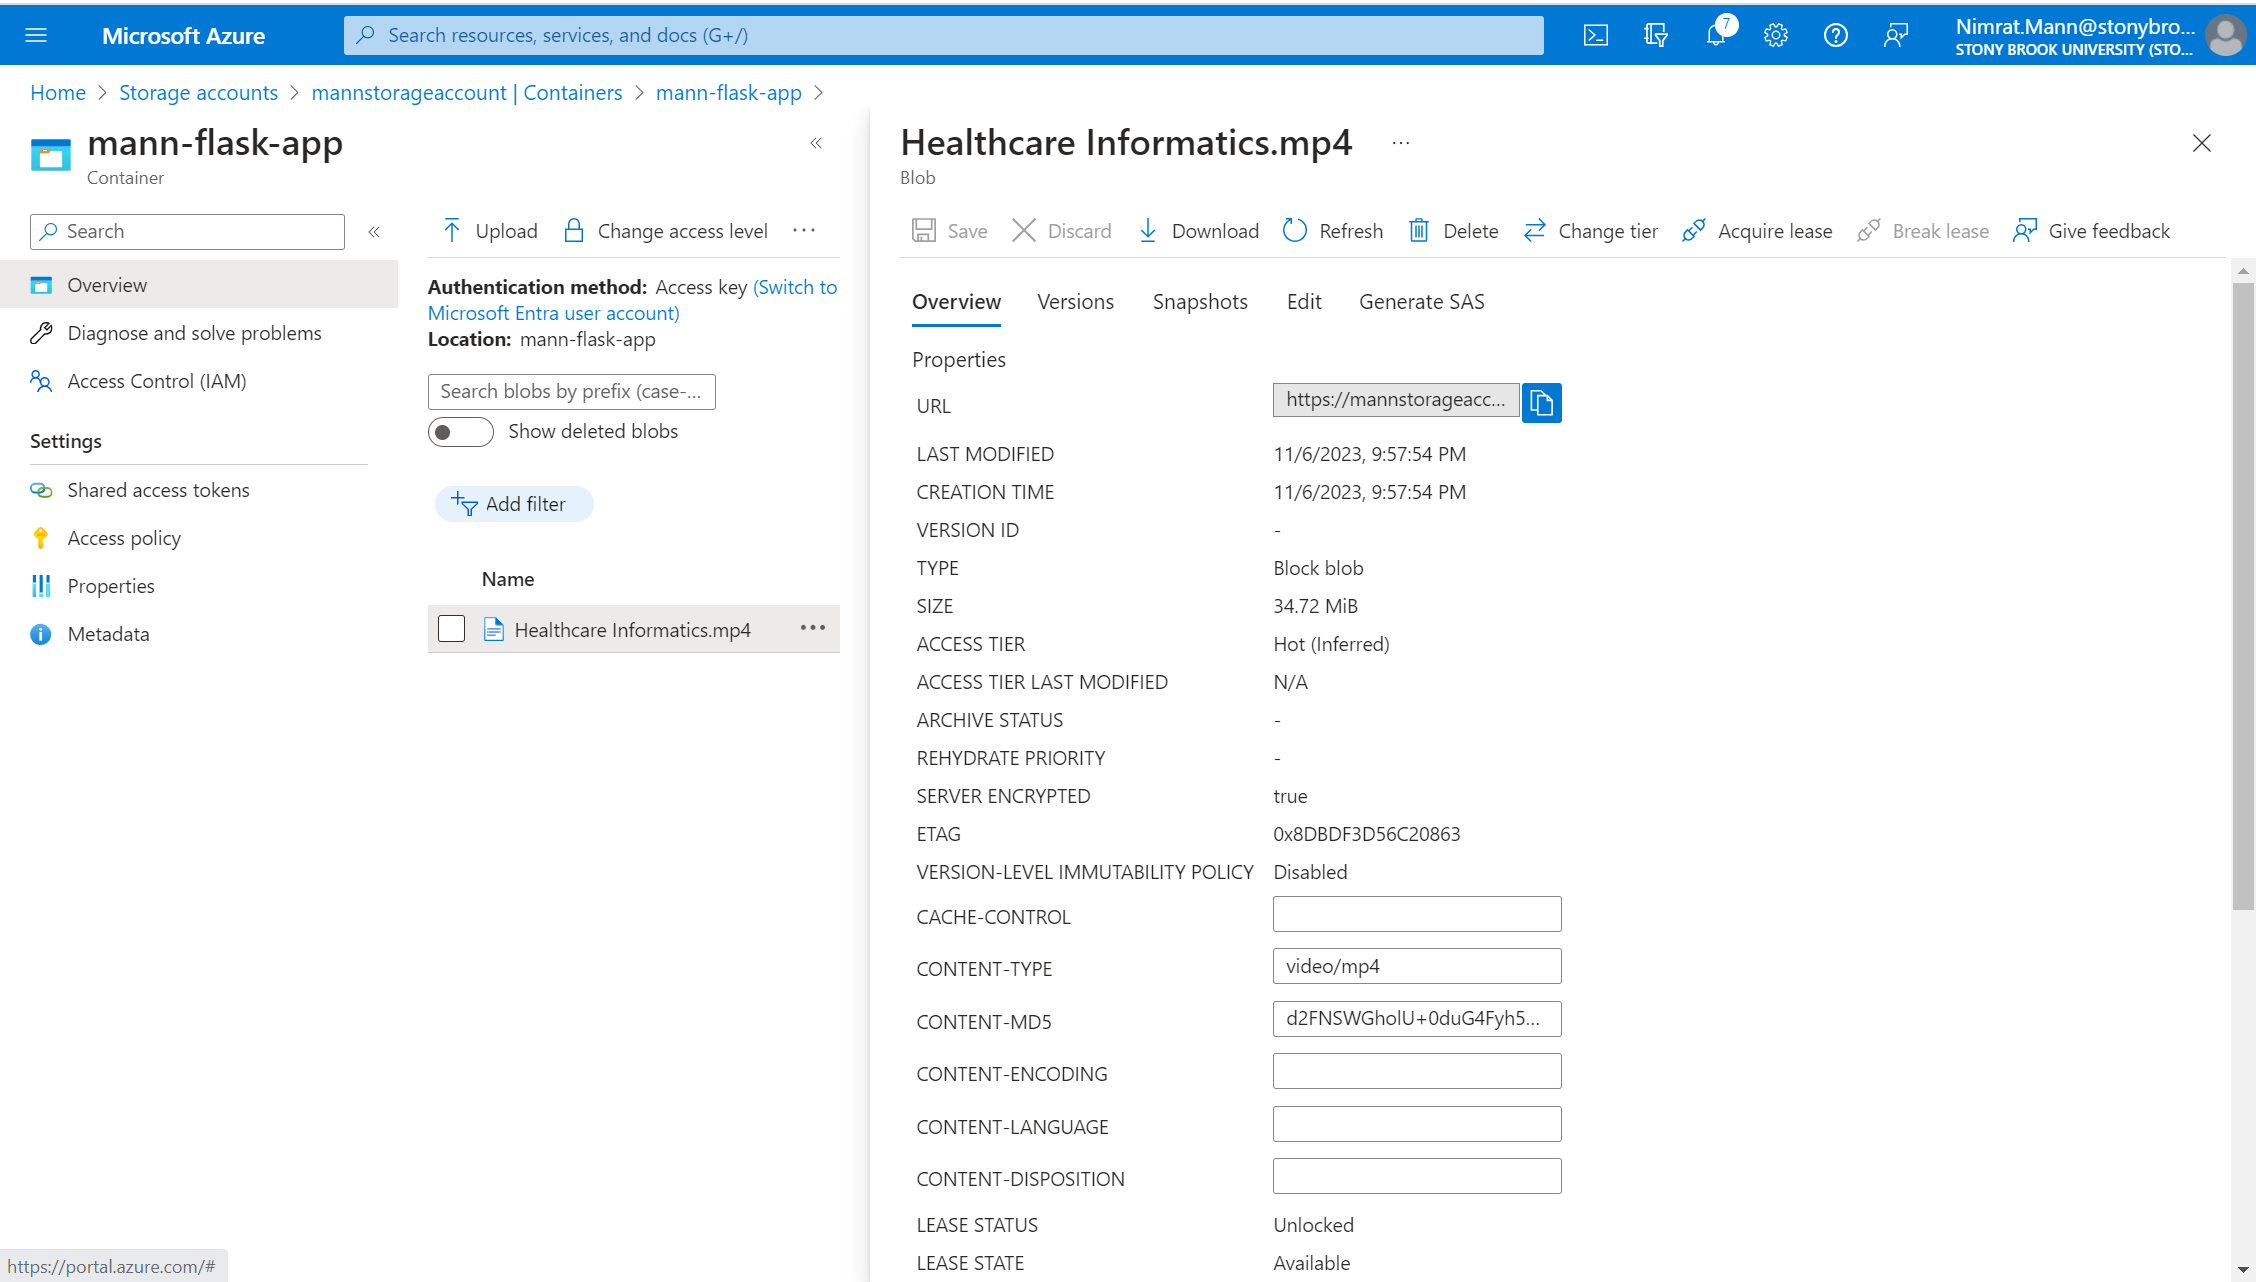 Microsoft Azure
Search resources, services, and docs (G+/)
7
Nimrat.Mann@stonybro...
STONY BROOK UNIVERSITY (STO...
Home > Storage accounts > mannstorageaccount | Containers > mann-flask-app >
mann-flask-app
Container
Search
Overview
Diagnose and solve problems
Access Control (IAM)
Settings
Shared access tokens
Access policy
Properties
Metadata
Upload
Change access level
Authentication method: Access key (Switch to
Microsoft Entra user account)
Location: mann-flask-app
Search blobs by prefix (case-...
Show deleted blobs
Add filter
Name
Healthcare Informatics.mp4
Healthcare Informatics.mp4
Blob
Save
Discard
Download
Refresh
Delete
Change tier
Acquire lease
Break lease
Give feedback
Overview
Versions
Snapshots
Edit
Generate SAS
Properties
URL https://mannstorageacc...
LAST MODIFIED 11/6/2023, 9:57:54 PM
CREATION TIME 11/6/2023, 9:57:54 PM
VERSION ID -
TYPE Block blob
SIZE 34.72 MiB
ACCESS TIER Hot (Inferred)
ACCESS TIER LAST MODIFIED N/A
ARCHIVE STATUS -
REHYDRATE PRIORITY -
SERVER ENCRYPTED true
ETAG 0x8DBDF3D56C20863
VERSION-LEVEL IMMUTABILITY POLICY Disabled
CACHE-CONTROL
CONTENT-TYPE video/mp4
CONTENT-MD5 d2FNSWGholU+0duG4Fyh5...
CONTENT-ENCODING
CONTENT-LANGUAGE
CONTENT-DISPOSITION
LEASE STATUS Unlocked
LEASE STATE Available
https://portal.azure.com/#